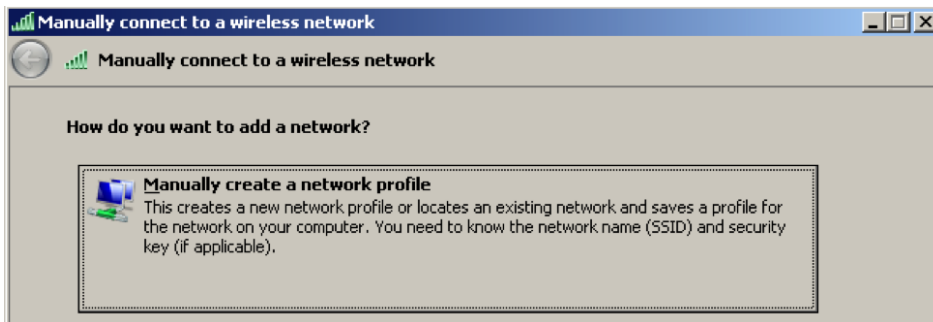 Manually connect to a wireless network
Manually connect to a wireless network
How do you want to add a network?
Manually create a network profile
This creates a new network profile or locates an existing network and saves a profile for
the network on your computer. You need to know the network name (SSID) and security
key (if applicable).